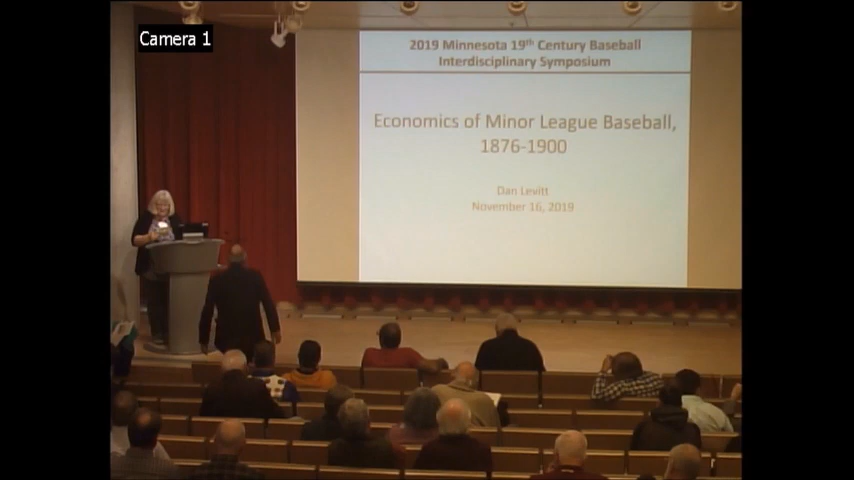 Camera 1
2019 Minnesota 19th Century Baseball
Interdisciplinary Symposium
Economics of Minor League Baseball,
1876-1900
Dan Levitt
November 16, 2019